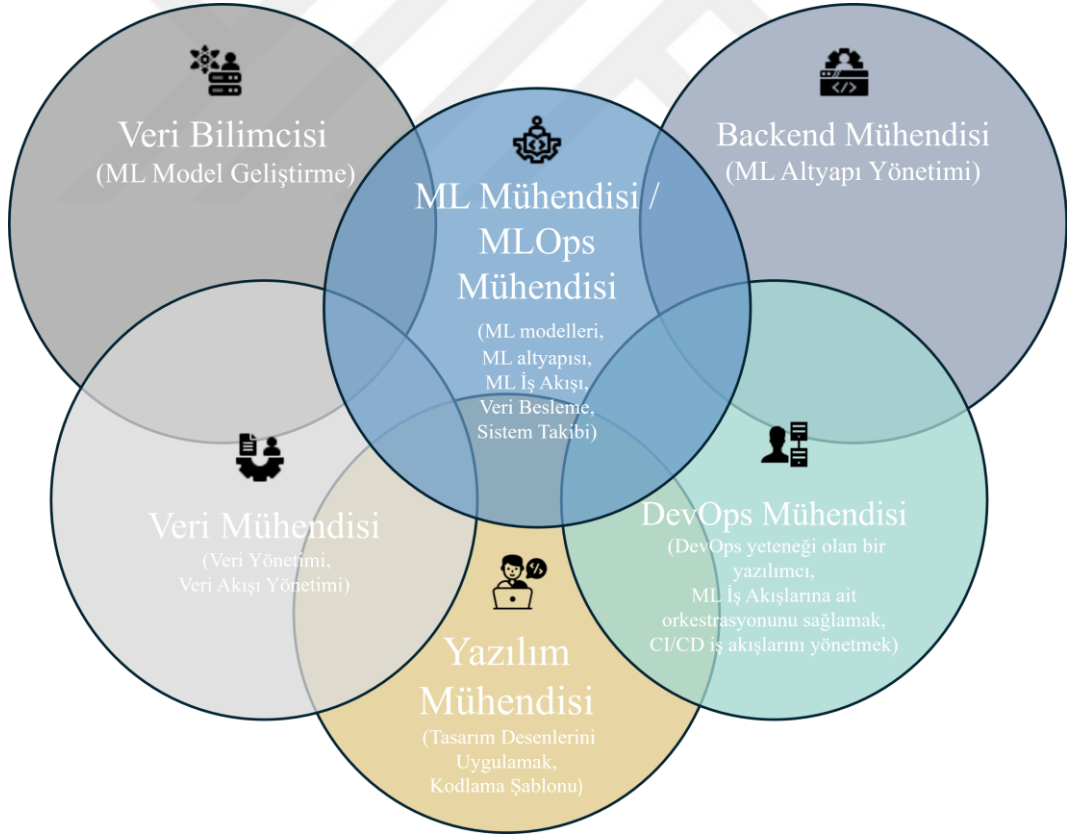 Veri Bilimcisi
(ML Model Geliştirme)
Backend Mühendisi
(ML Altyapı Yönetimi)
ML Mühendisi /
MLOps
Mühendisi
(ML modelleri,
ML altyapısı,
ML İş Akışı,
Veri Besleme,
Sistem Takibi)
Veri Mühendisi
(Veri Yönetimi,
Veri Akışı Yönetimi)
DevOps Mühendisi
(DevOps yeteneği olan bir
yazılımcı,
ML İş Akışlarına ait
orkestrasyonunu sağlamak,
CI/CD iş akışlarını yönetmek)
Yazılım
Mühendisi
(Tasarım Desenlerini
Uygulamak,
Kodlama Şablonu)